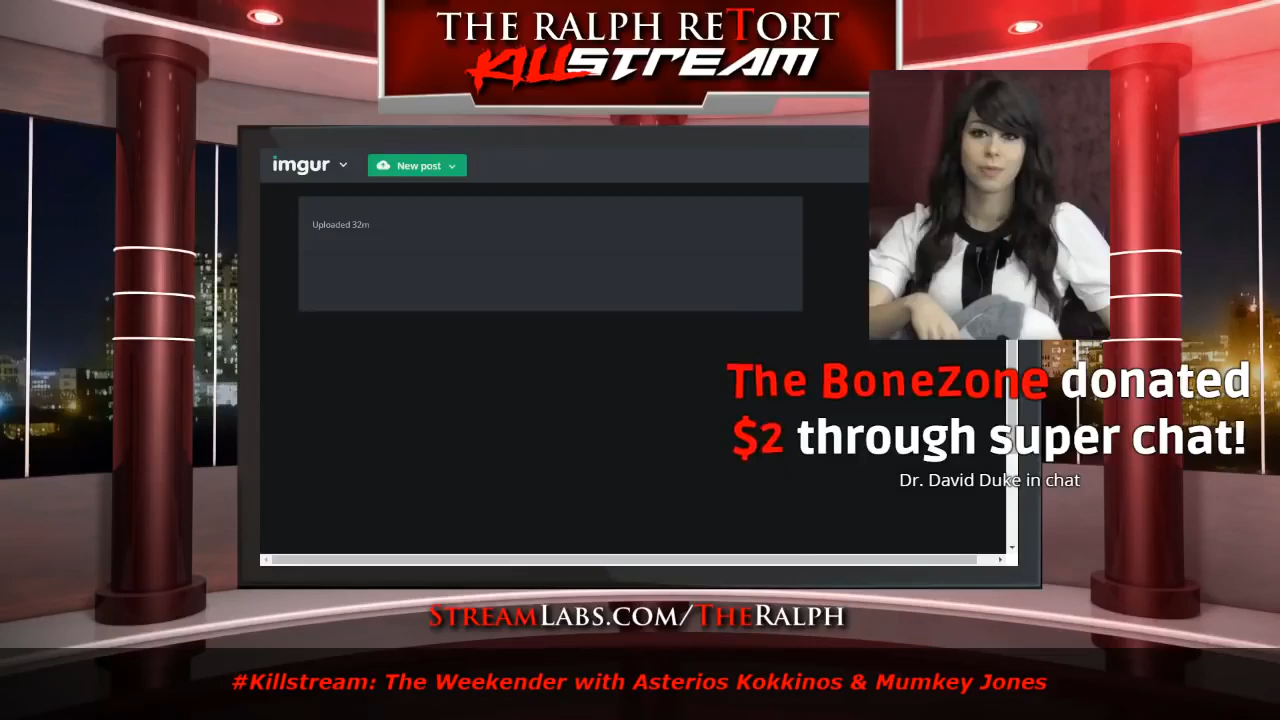 THE RALPH RETORT
KILLSTREAM
imgur
New post
Uploaded 32m
The BoneZone donated
$2 through super chat!
Dr. David Duke in chat
STREAMLABS.COM/THERALPH
#Killstream: The Weekender with Asterios Kokkinos & Mumkey Jones